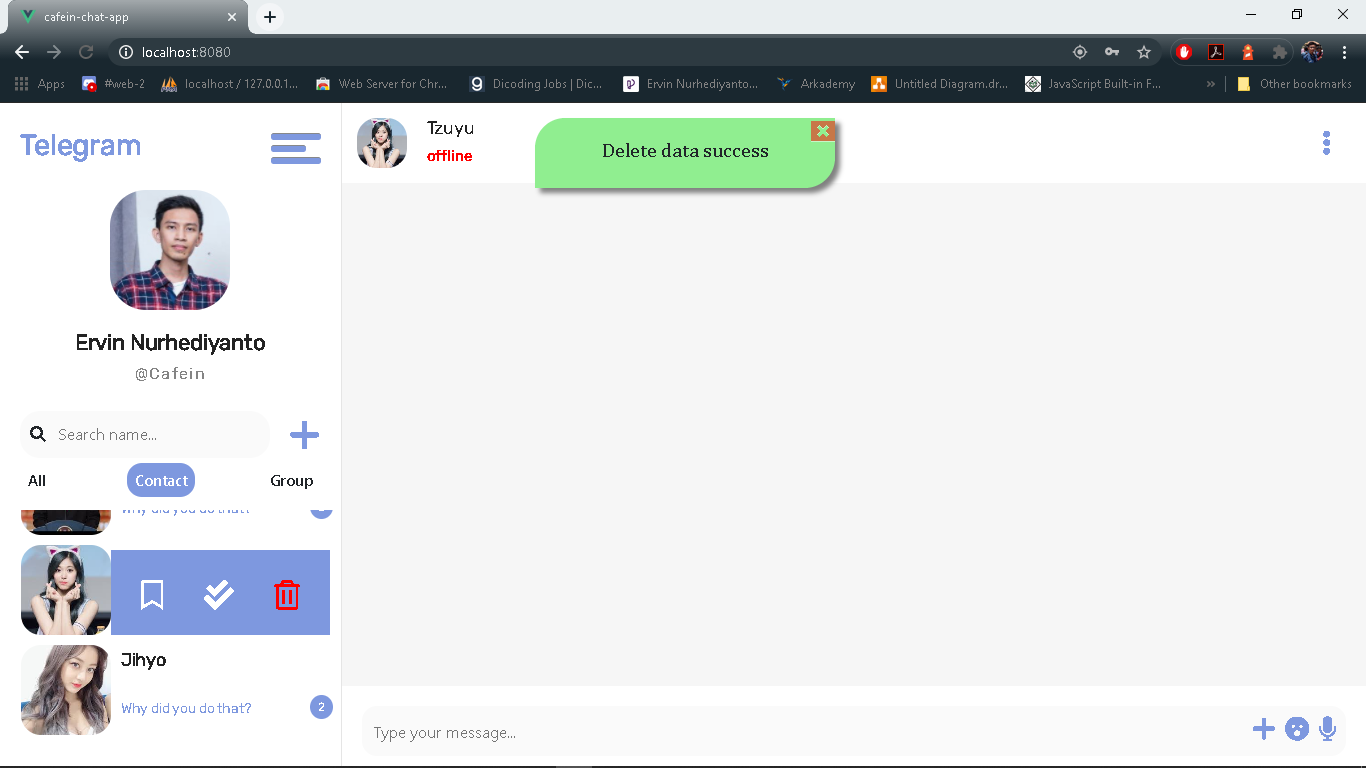 cafein-chat-app
localhost:8080
Apps
#web-2
localhost / 127.0.0.1...
Web Server for Chr...
Dicoding Jobs | Dic...
Ervin Nurhediyanto...
Arkademy
Untitled Diagram.dr...
JavaScript Built-in F...
»
Other bookmarks
Telegram
Ervin Nurhediyanto
@Cafein
Search name...
All
Contact
Group
Why did you do that?
Jihyo
Why did you do that?
2
Tzuyu
offline
Delete data success
Type your message...